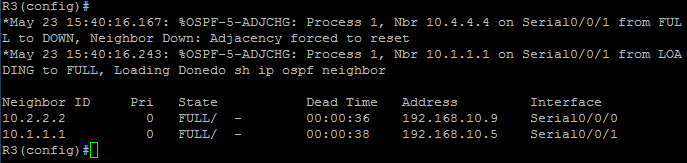 R3(config)#
*May 23 15:40:16.167: %OSPF-5-ADJCHG: Process 1, Nbr 10.4.4.4 on Serial0/0/1 from FUL
L to DOWN, Neighbor Down: Adjacency forced to reset
*May 23 15:40:16.243: %OSPF-5-ADJCHG: Process 1, Nbr 10.1.1.1 on Serial0/0/1 from LOA
DING to FULL, Loading Donedo sh ip ospf neighbor
Neighbor ID     Pri   State           Dead Time   Address         Interface
10.2.2.2          0   FULL/  -        00:00:36    192.168.10.9    Serial0/0/0
10.1.1.1          0   FULL/  -        00:00:38    192.168.10.5    Serial0/0/1
R3(config)#